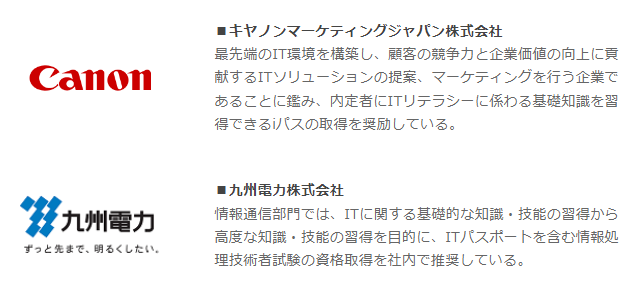 ■キヤノンマーケティングジャパン株式会社
Canon
最先端のIT環境を構築し、顧客の競争力と企業価値の向上に貢
献するITソリューションの提案、マーケティングを行う企業で
あることに鑑み、内定者にITリテラシーに係わる基礎知識を習
得できるiパスの取得を奨励している。
■九州電力株式会社
九州電力
ずっと先まで、明るくしたい。
情報通信部門では、ITに関する基礎的な知識・技能の習得から
高度な知識・技能の習得を目的に、ITパスポートを含む情報処
理技術者試験の資格取得を社内で推奨している。